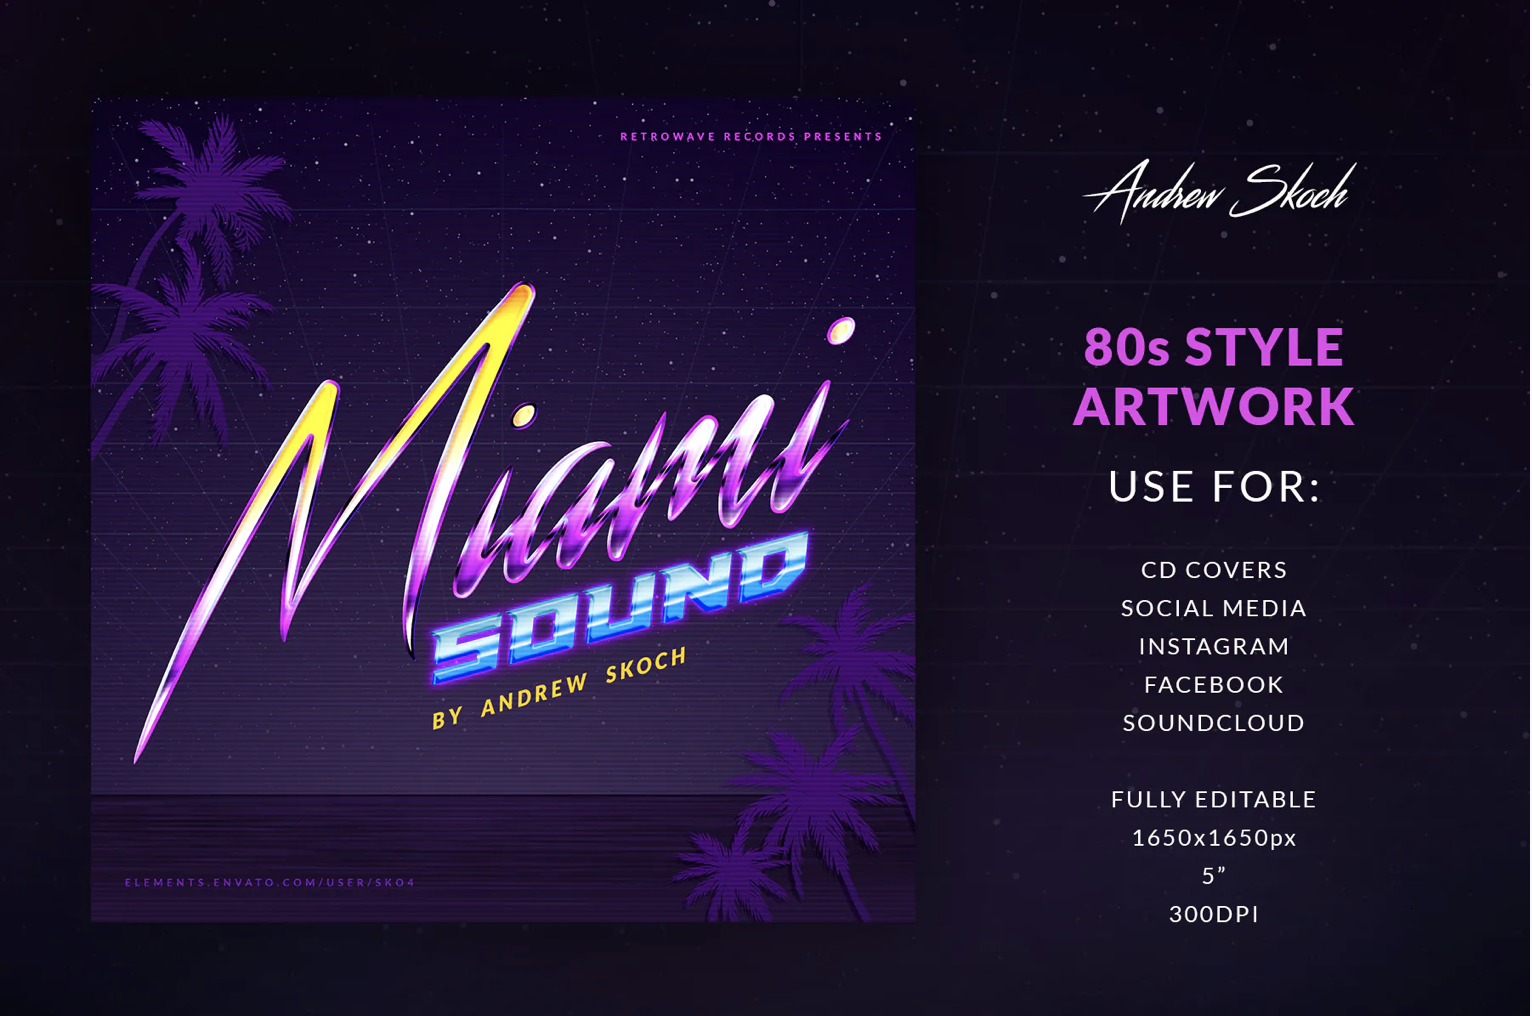 RETROWAVE RECORDS PRESENTS
Miami
SOUND
BY ANDREW SKOCH
ELEMENTS.ENVATO.COM/USER/SKO4
Andrew Skoch
80s STYLE
ARTWORK
USE FOR:
CD COVERS
SOCIAL MEDIA
INSTAGRAM
FACEBOOK
SOUNDCLOUD
FULLY EDITABLE
1650x1650px
5”
300DPI